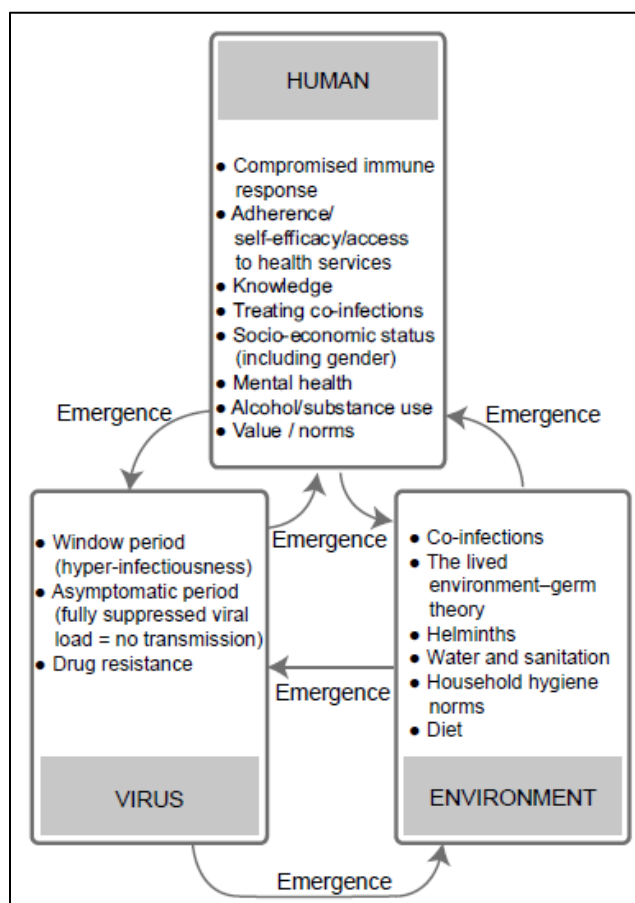 HUMAN
● Compromised immune
response
● Adherence/
self-efficacy/access
to health services
● Knowledge
● Treating co-infections
● Socio-economic status
(including gender)
● Mental health
● Alcohol/substance use
● Value / norms
Emergence
Emergence
● Window period
(hyper-infectiousness)
● Asymptomatic period
(fully suppressed viral
load = no transmission)
● Drug resistance
VIRUS
Emergence
Emergence
● Co-infections
● The lived
environment–germ
theory
● Helminths
● Water and sanitation
● Household hygiene
norms
● Diet
ENVIRONMENT
Emergence